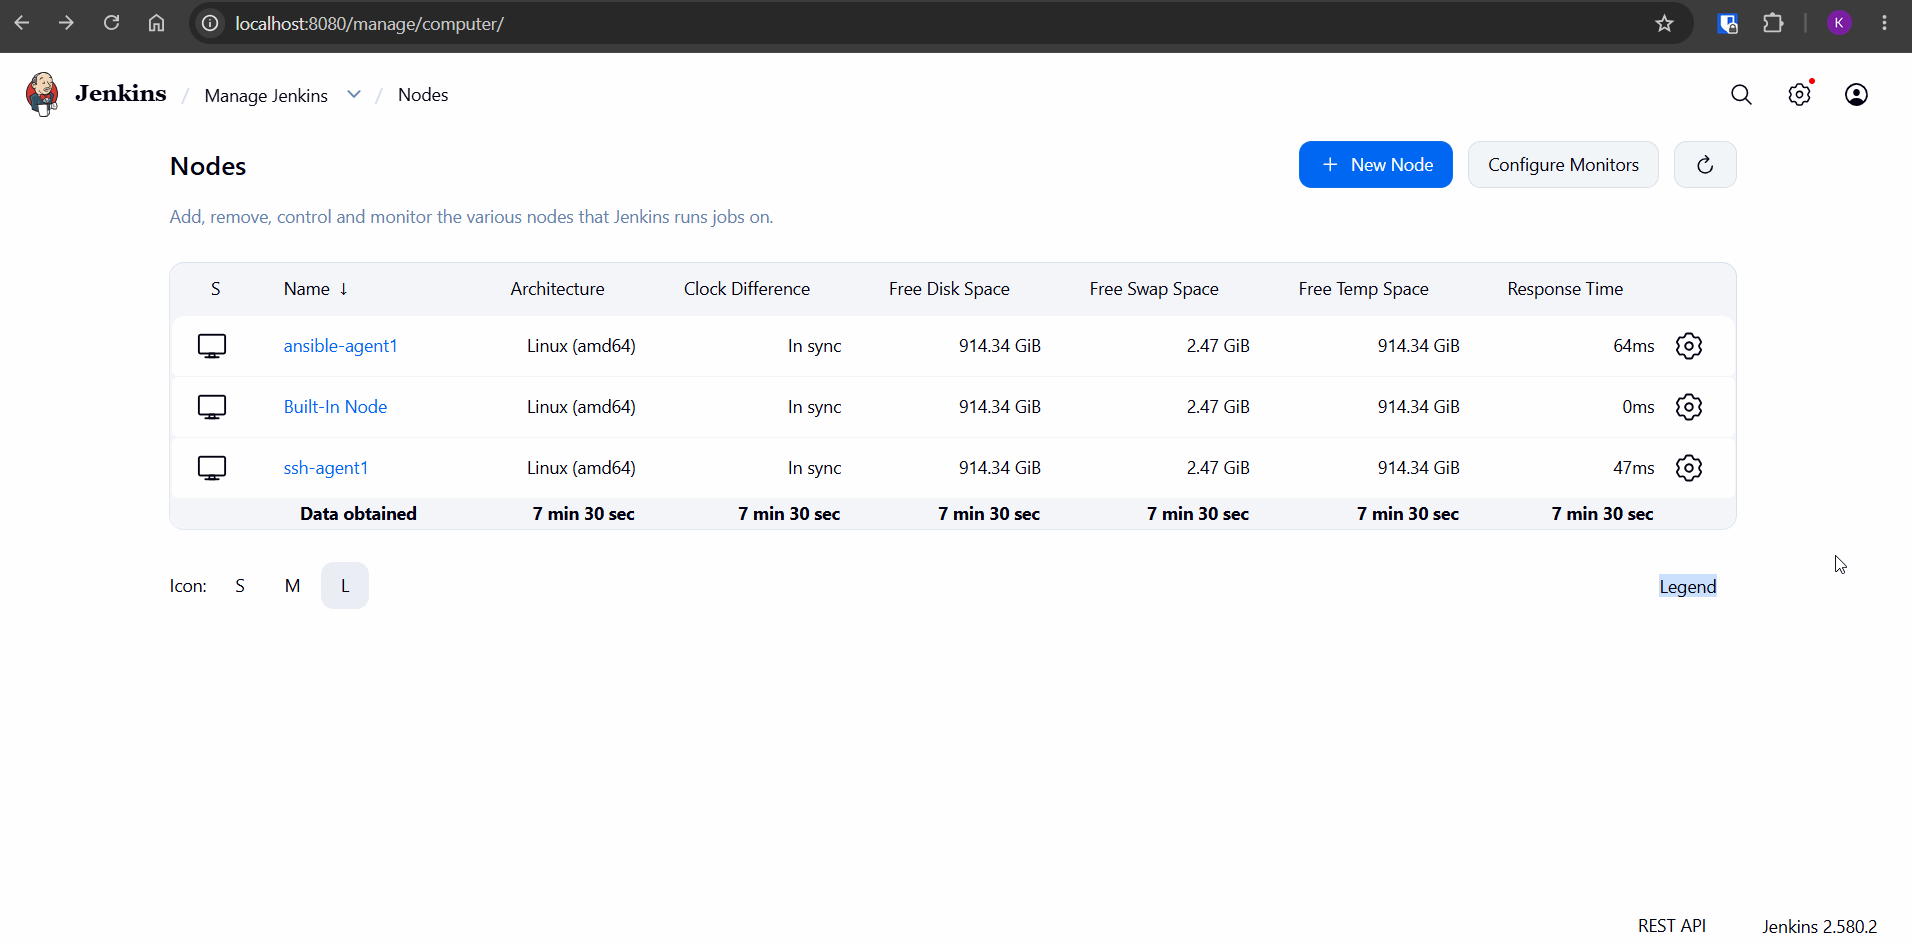 localhost:8080/manage/computer/
K
Jenkins / Manage Jenkins / Nodes
Nodes
+ New Node Configure Monitors
Add, remove, control and monitor the various nodes that Jenkins runs jobs on.
S Name ↓ Architecture Clock Difference Free Disk Space Free Swap Space Free Temp Space Response Time
ansible-agent1 Linux (amd64) In sync 914.34 GiB 2.47 GiB 914.34 GiB 64ms
Built-In Node Linux (amd64) In sync 914.34 GiB 2.47 GiB 914.34 GiB 0ms
ssh-agent1 Linux (amd64) In sync 914.34 GiB 2.47 GiB 914.34 GiB 47ms
Data obtained 7 min 30 sec 7 min 30 sec 7 min 30 sec 7 min 30 sec 7 min 30 sec 7 min 30 sec
Icon: S M L Legend
REST API Jenkins 2.580.2